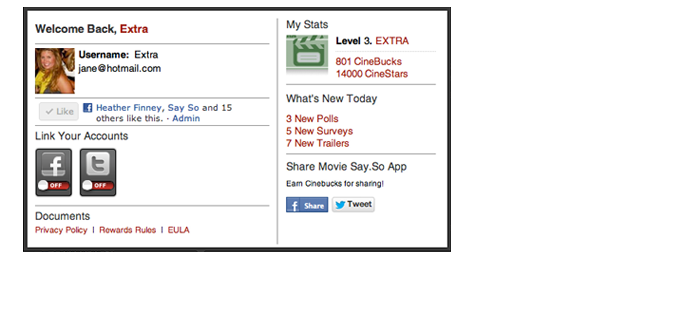 Welcome Back, Extra
Username: Extra
jane@hotmail.com
Like
Heather Finney, Say So and 15
others like this. · Admin
Link Your Accounts
f
t
OFF
OFF
Documents
Privacy Policy | Rewards Rules | EULA
My Stats
Level 3. EXTRA
801 CineBucks
14000 CineStars
What's New Today
3 New Polls
5 New Surveys
7 New Trailers
Share Movie Say.So App
Earn Cinebucks for sharing!
f Share
Tweet